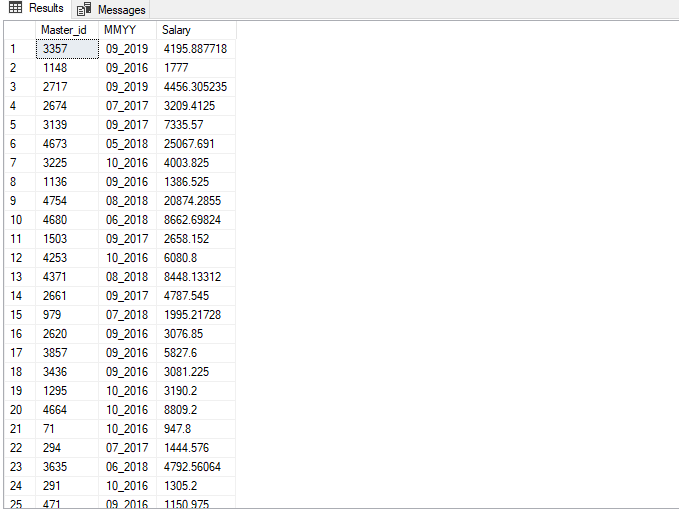 Results Messages
Master_id MMYY Salary
1 3357 09_2019 4195.887718
2 1148 09_2016 1777
3 2717 09_2019 4456.305235
4 2674 07_2017 3209.4125
5 3139 09_2017 7335.57
6 4673 05_2018 25067.691
7 3225 10_2016 4003.825
8 1136 09_2016 1386.525
9 4754 08_2018 20874.2855
10 4680 06_2018 8662.69824
11 1503 09_2017 2658.152
12 4253 10_2016 6080.8
13 4371 08_2018 8448.13312
14 2661 09_2017 4787.545
15 979 07_2018 1995.21728
16 2620 09_2016 3076.85
17 3857 09_2016 5827.6
18 3436 09_2016 3081.225
19 1295 10_2016 3190.2
20 4664 10_2016 8809.2
21 71 10_2016 947.8
22 294 07_2017 1444.576
23 3635 06_2018 4792.56064
24 291 10_2016 1305.2
25 471 09_2016 1150.975